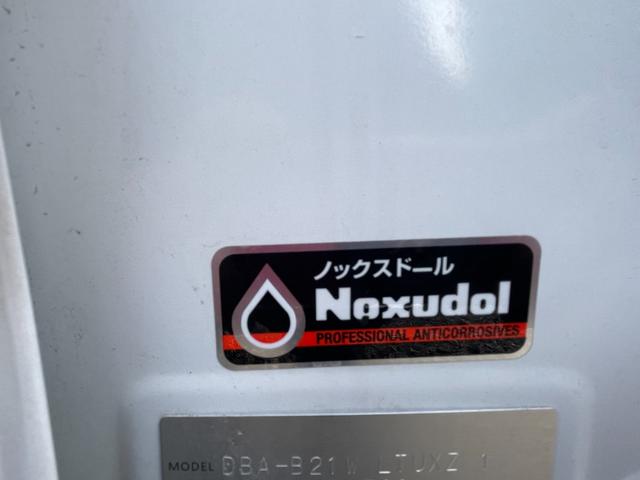 ノックスドール
Noxudol
PROFESSIONAL ANTICORROSIVES
MODEL DBA-B21W LTUXZ 1